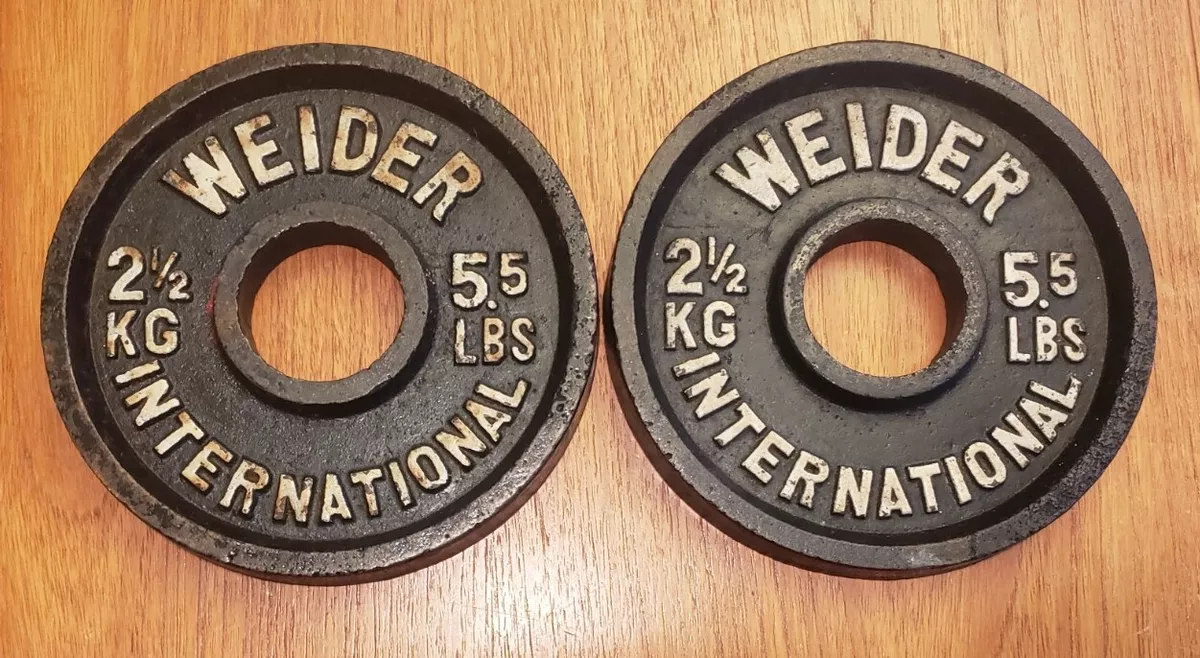 WEIDER
2½ KG
5.5 LBS
INTERNATIONAL
WEIDER
2½ KG
5.5 LBS
INTERNATIONAL